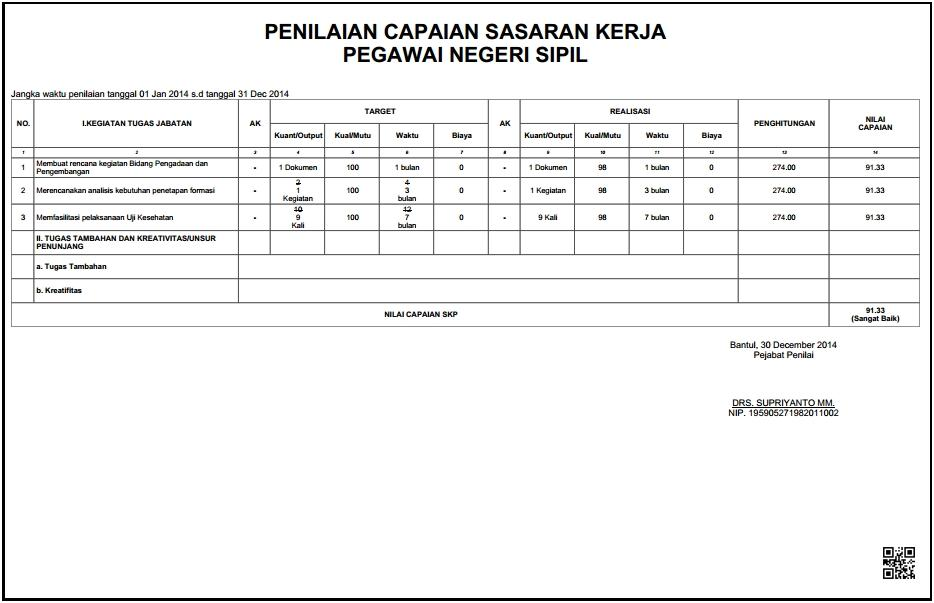 PENILAIAN CAPAIAN SASARAN KERJA
PEGAWAI NEGERI SIPIL
Jangka waktu penilaian tanggal 01 Jan 2014 s.d tanggal 31 Dec 2014
NO. I.KEGIATAN TUGAS JABATAN AK TARGET AK REALISASI PENGHITUNGAN NILAI CAPAIAN
Kuant/Output Kual/Mutu Waktu Biaya Kuant/Output Kual/Mutu Waktu Biaya
1 2 3 4 5 6 7 8 9 10 11 12 13 14
1 Membuat rencana kegiatan Bidang Pengadaan dan Pengembangan - 1 Dokumen 100 1 bulan 0 - 1 Dokumen 98 1 bulan 0 274.00 91.33
2 Merencanakan analisis kebutuhan penetapan formasi - 2 1 Kegiatan 100 4 3 bulan 0 - 1 Kegiatan 98 3 bulan 0 274.00 91.33
3 Memfasilitasi pelaksanaan Uji Kesehatan - 10 9 Kali 100 12 7 bulan 0 - 9 Kali 98 7 bulan 0 274.00 91.33
II. TUGAS TAMBAHAN DAN KREATIVITAS/UNSUR
PENUNJANG
a. Tugas Tambahan
b. Kreatifitas
NILAI CAPAIAN SKP 91.33
(Sangat Baik)
Bantul, 30 December 2014
Pejabat Penilai
DRS. SUPRIYANTO MM.
NIP. 195905271982011002